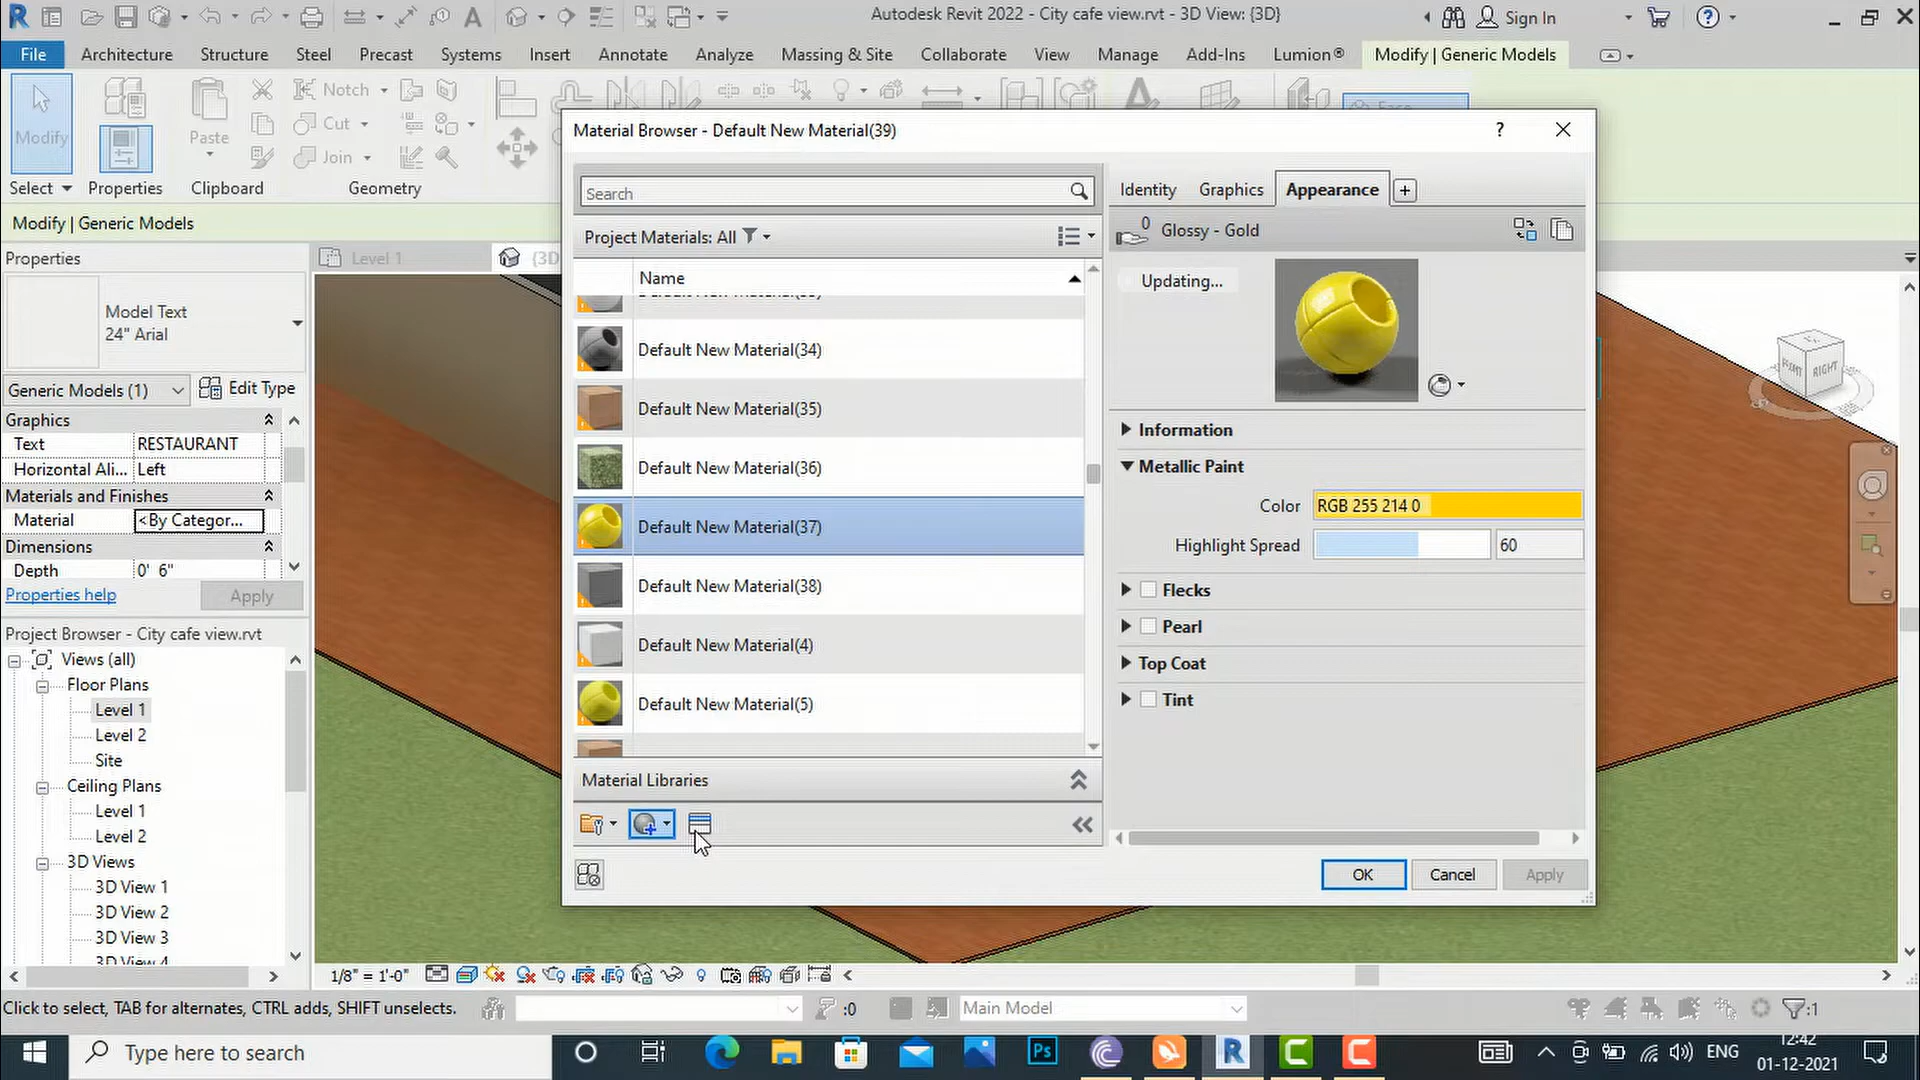 Autodesk Revit 2022 - City cafe view.rvt - 3D View: {3D}
Sign In
File
Architecture
Structure
Steel
Precast
Systems
Insert
Annotate
Analyze
Massing & Site
Collaborate
View
Manage
Add-Ins
Lumion®
Modify | Generic Models
Modify
Paste
Notch
Cut
Join
Select
Properties
Clipboard
Geometry
Modify | Generic Models
Properties
Level 1
{3D
Model Text
24" Arial
Generic Models (1)
Edit Type
Graphics
Text
RESTAURANT
Horizontal Ali...
Left
Materials and Finishes
Material
<By Categor...
Dimensions
Depth
0' 6"
Properties help
Apply
Project Browser - City cafe view.rvt
Views (all)
Floor Plans
Level 1
Level 2
Site
Ceiling Plans
Level 1
Level 2
3D Views
3D View 1
3D View 2
3D View 3
3D View 4
Material Browser - Default New Material(39)
?
Search
Project Materials: All
Name
Default New Material(34)
Default New Material(35)
Default New Material(36)
Default New Material(37)
Default New Material(38)
Default New Material(4)
Default New Material(5)
Material Libraries
Identity
Graphics
Appearance
0
Glossy - Gold
Updating...
Information
Metallic Paint
Color
RGB 255 214 0
Highlight Spread
60
Flecks
Pearl
Top Coat
Tint
OK
Cancel
Apply
RIGHT
1/8" = 1'-0"
Click to select, TAB for alternates, CTRL adds, SHIFT unselects.
:0
Main Model
:1
Type here to search
Ps
R
ENG
12:42
01-12-2021